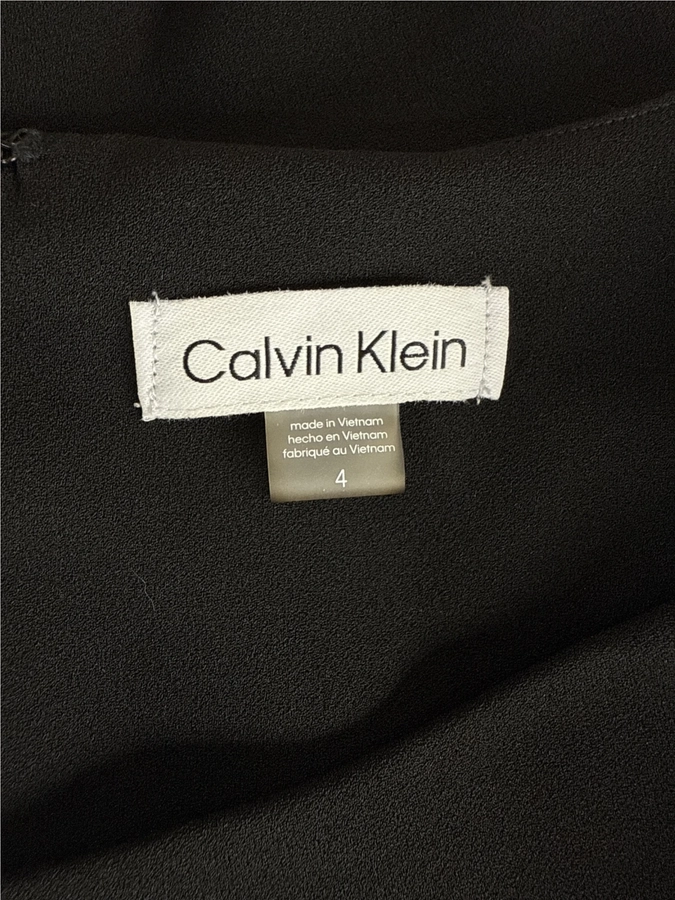 Calvin Klein
made in Vietnam
hecho en Vietnam
fabriqué au Vietnam
4